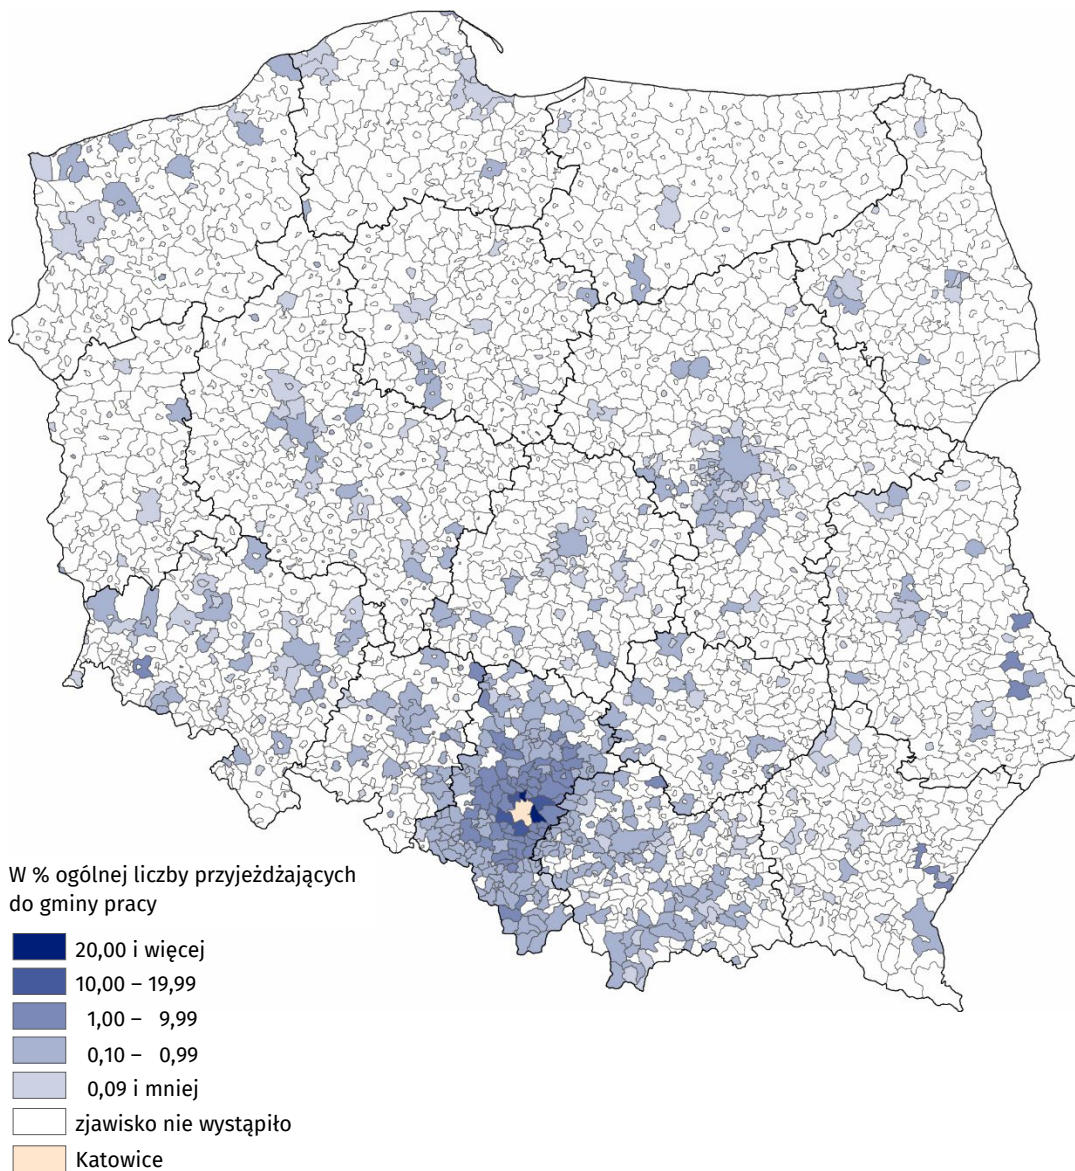 W % ogólnej liczby przyjeżdżających
do gminy pracy
20,00 i więcej
10,00 – 19,99
1,00 – 9,99
0,10 – 0,99
0,09 i mniej
zjawisko nie wystąpiło
Katowice